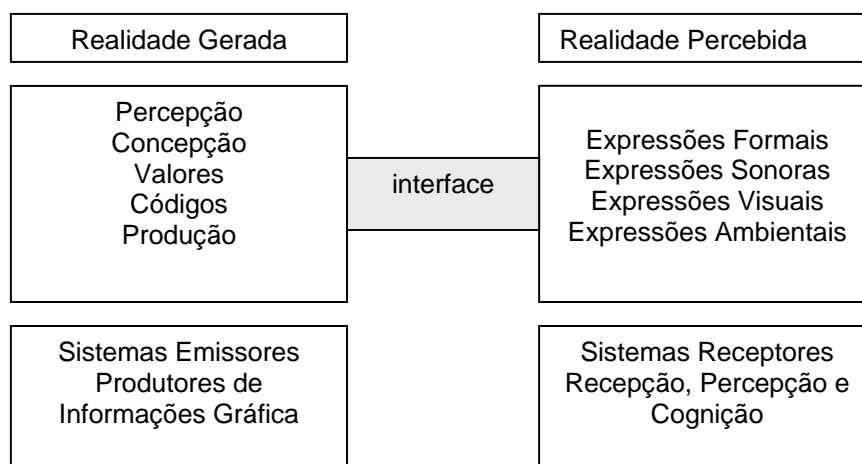 Realidade Gerada
Realidade Percebida
Percepção
Concepção
Valores
Códigos
Produção
interface
Expressões Formais
Expressões Sonoras
Expressões Visuais
Expressões Ambientais
Sistemas Emissores
Produtores de
Informações Gráfica
Sistemas Receptores
Recepção, Percepção e
Cognição